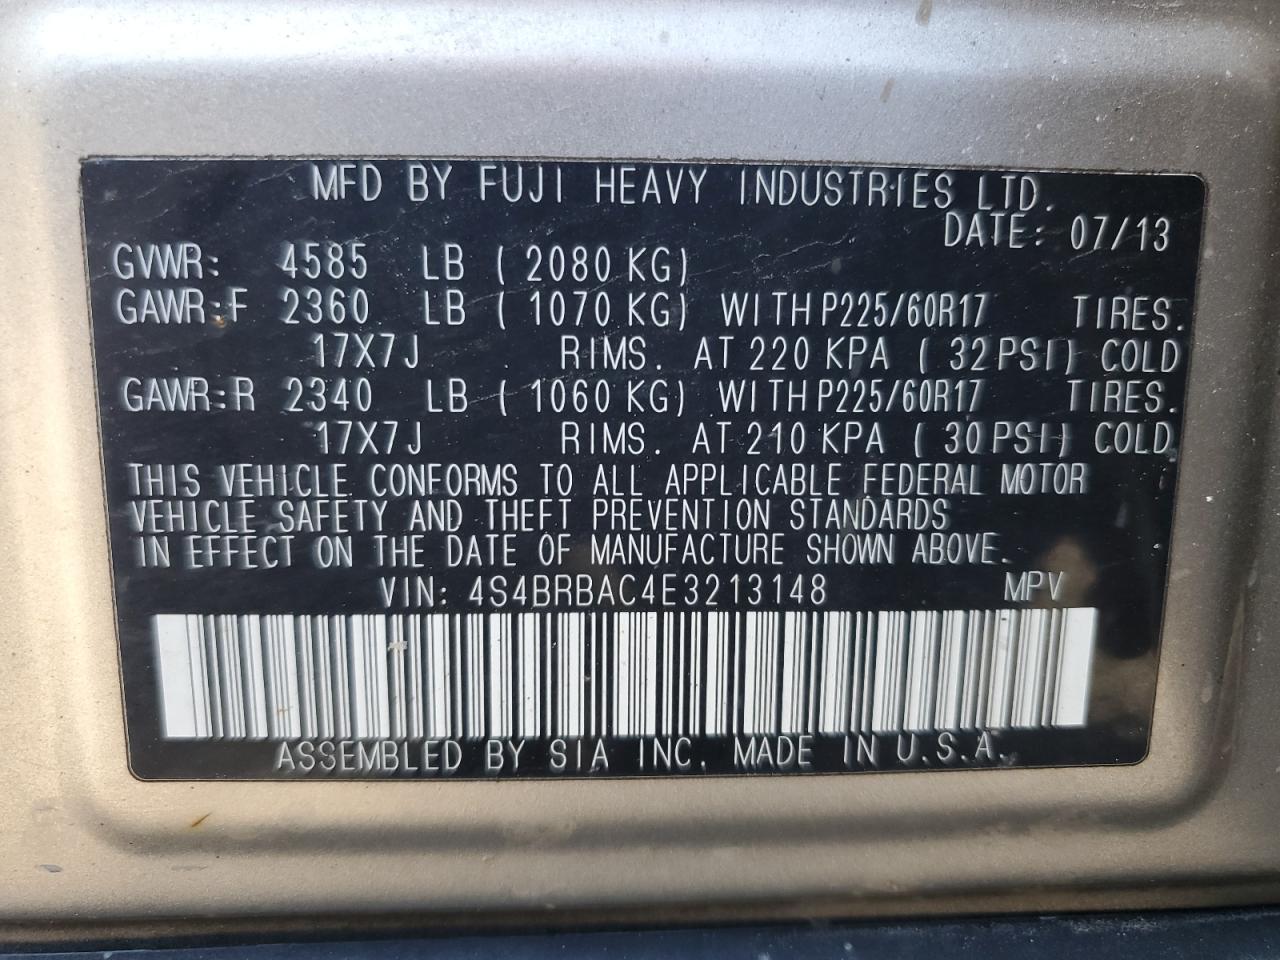 MFD BY FUJI HEAVY INDUSTRIES LTD.
DATE: 07/13
GVWR: 4585 LB ( 2080 KG)
GAWR:F 2360 LB ( 1070 KG) WITH P225/60R17 TIRES.
17X7J RIMS. AT 220 KPA ( 32 PSI) COLD
GAWR:R 2340 LB ( 1060 KG) WITH P225/60R17 TIRES.
17X7J RIMS. AT 210 KPA ( 30 PSI) COLD
THIS VEHICLE CONFORMS TO ALL APPLICABLE FEDERAL MOTOR
VEHICLE SAFETY AND THEFT PREVENTION STANDARDS
IN EFFECT ON THE DATE OF MANUFACTURE SHOWN ABOVE.
VIN: 4S4BRBAC4E3213148 MPV
ASSEMBLED BY SIA INC. MADE IN U.S.A.